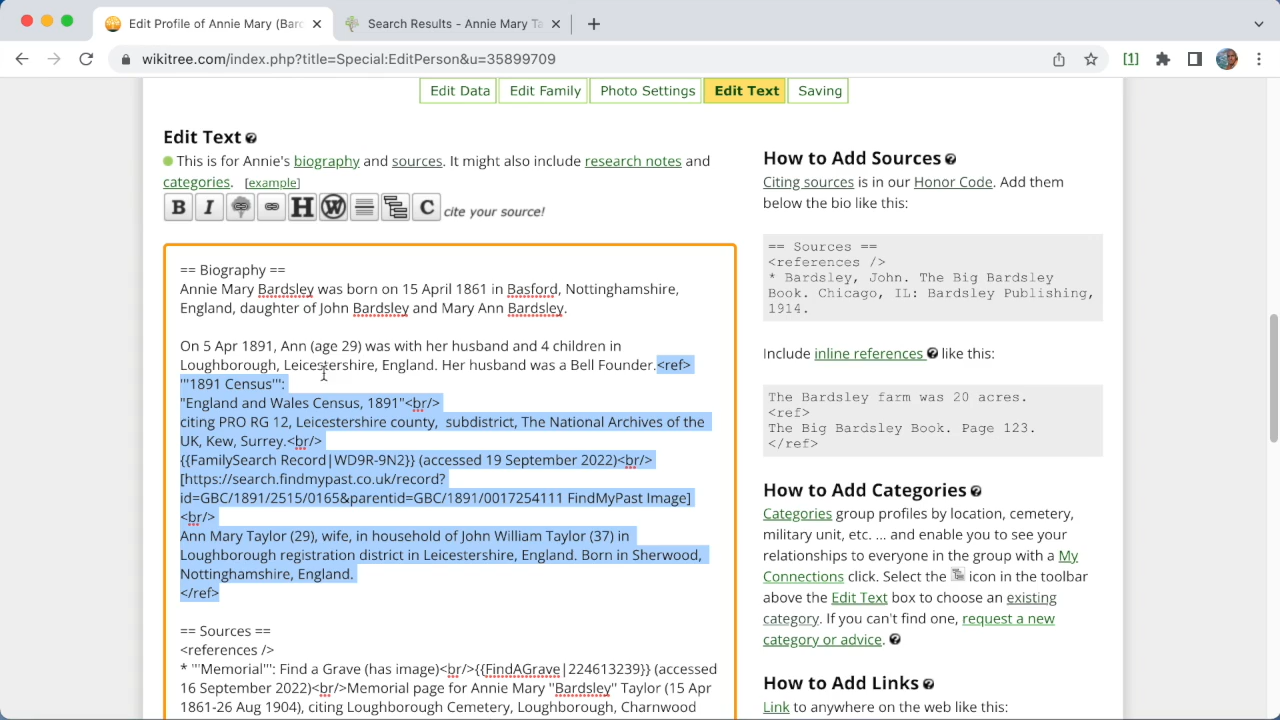 Edit Profile of Annie Mary (Bar
Search Results - Annie Mary Ta
wikitree.com/index.php?title=Special:EditPerson&u=35899709
[1]
Edit Data
Edit Family
Photo Settings
Edit Text
Saving
Edit Text ?
This is for Annie's biography and sources. It might also include research notes and
categories. [example]
B I H W C cite your source!
== Biography ==
Annie Mary Bardsley was born on 15 April 1861 in Basford, Nottinghamshire,
England, daughter of John Bardsley and Mary Ann Bardsley.
On 5 Apr 1891, Ann (age 29) was with her husband and 4 children in
Loughborough, Leicestershire, England. Her husband was a Bell Founder.<ref>
'''1891 Census''':
"England and Wales Census, 1891"<br/>
citing PRO RG 12, Leicestershire county,  subdistrict, The National Archives of the
UK, Kew, Surrey.<br/>
{{FamilySearch Record|WD9R-9N2}} (accessed 19 September 2022)<br/>
[https://search.findmypast.co.uk/record?
id=GBC/1891/2515/0165&parentid=GBC/1891/0017254111 FindMyPast Image]
<br/>
Ann Mary Taylor (29), wife, in household of John William Taylor (37) in
Loughborough registration district in Leicestershire, England. Born in Sherwood,
Nottinghamshire, England.
</ref>
== Sources ==
<references />
* '''Memorial''': Find a Grave (has image)<br/>{{FindAGrave|224613239}} (accessed
16 September 2022)<br/>Memorial page for Annie Mary "Bardsley" Taylor (15 Apr
1861-26 Aug 1904), citing Loughborough Cemetery, Loughborough, Charnwood
How to Add Sources ?
Citing sources is in our Honor Code. Add them
below the bio like this:
== Sources ==
<references />
* Bardsley, John. The Big Bardsley
Book. Chicago, IL: Bardsley Publishing,
1914.
Include inline references ? like this:
The Bardsley farm was 20 acres.
<ref>
The Big Bardsley Book. Page 123.
</ref>
How to Add Categories ?
Categories group profiles by location, cemetery,
military unit, etc. ... and enable you to see your
relationships to everyone in the group with a My
Connections click. Select the icon in the toolbar
above the Edit Text box to choose an existing
category. If you can't find one, request a new
category or advice. ?
How to Add Links ?
Link to anywhere on the web like this: